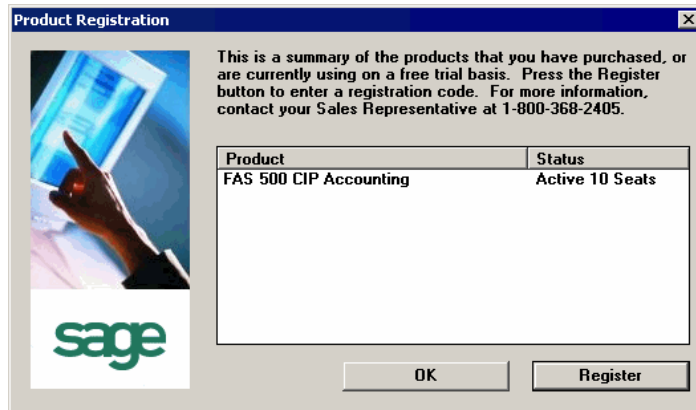 Product Registration
This is a summary of the products that you have purchased, or
are currently using on a free trial basis. Press the Register
button to enter a registration code. For more information,
contact your Sales Representative at 1-800-368-2405.
Product Status
FAS 500 CIP Accounting Active 10 Seats
sage
OK Register